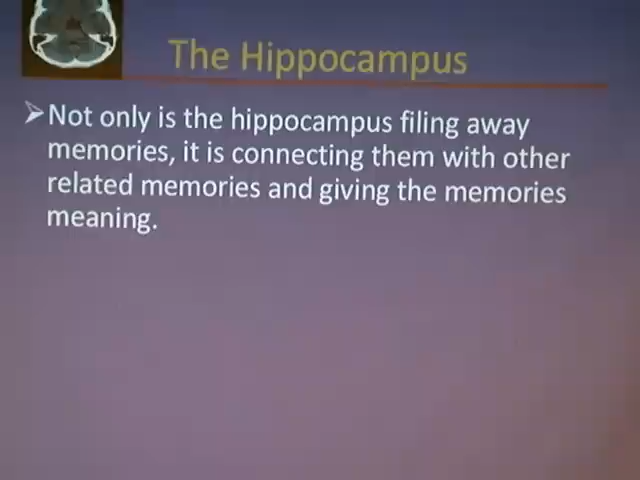 The Hippocampus
Not only is the hippocampus filing away
memories, it is connecting them with other
related memories and giving the memories
meaning.